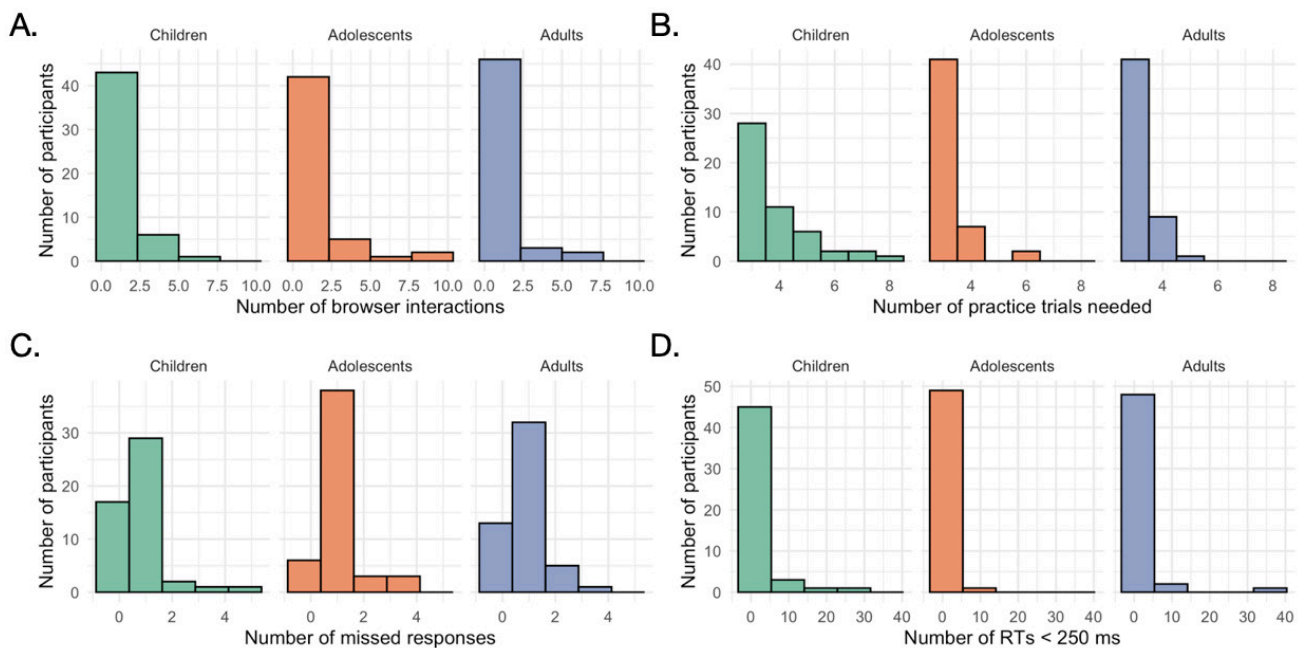 A.
Children Adolescents Adults
Number of participants
40
30
20
10
0
0.0 2.5 5.0 7.5 10.0 0.0 2.5 5.0 7.5 10.0 0.0 2.5 5.0 7.5 10.0
Number of browser interactions
B.
Children Adolescents Adults
Number of participants
40
30
20
10
0
4 6 8 4 6 8 4 6 8
Number of practice trials needed
C.
Children Adolescents Adults
Number of participants
30
20
10
0
0 2 4 0 2 4 0 2 4
Number of missed responses
D.
Children Adolescents Adults
Number of participants
50
40
30
20
10
0
0 10 20 30 40 0 10 20 30 40 0 10 20 30 40
Number of RTs < 250 ms